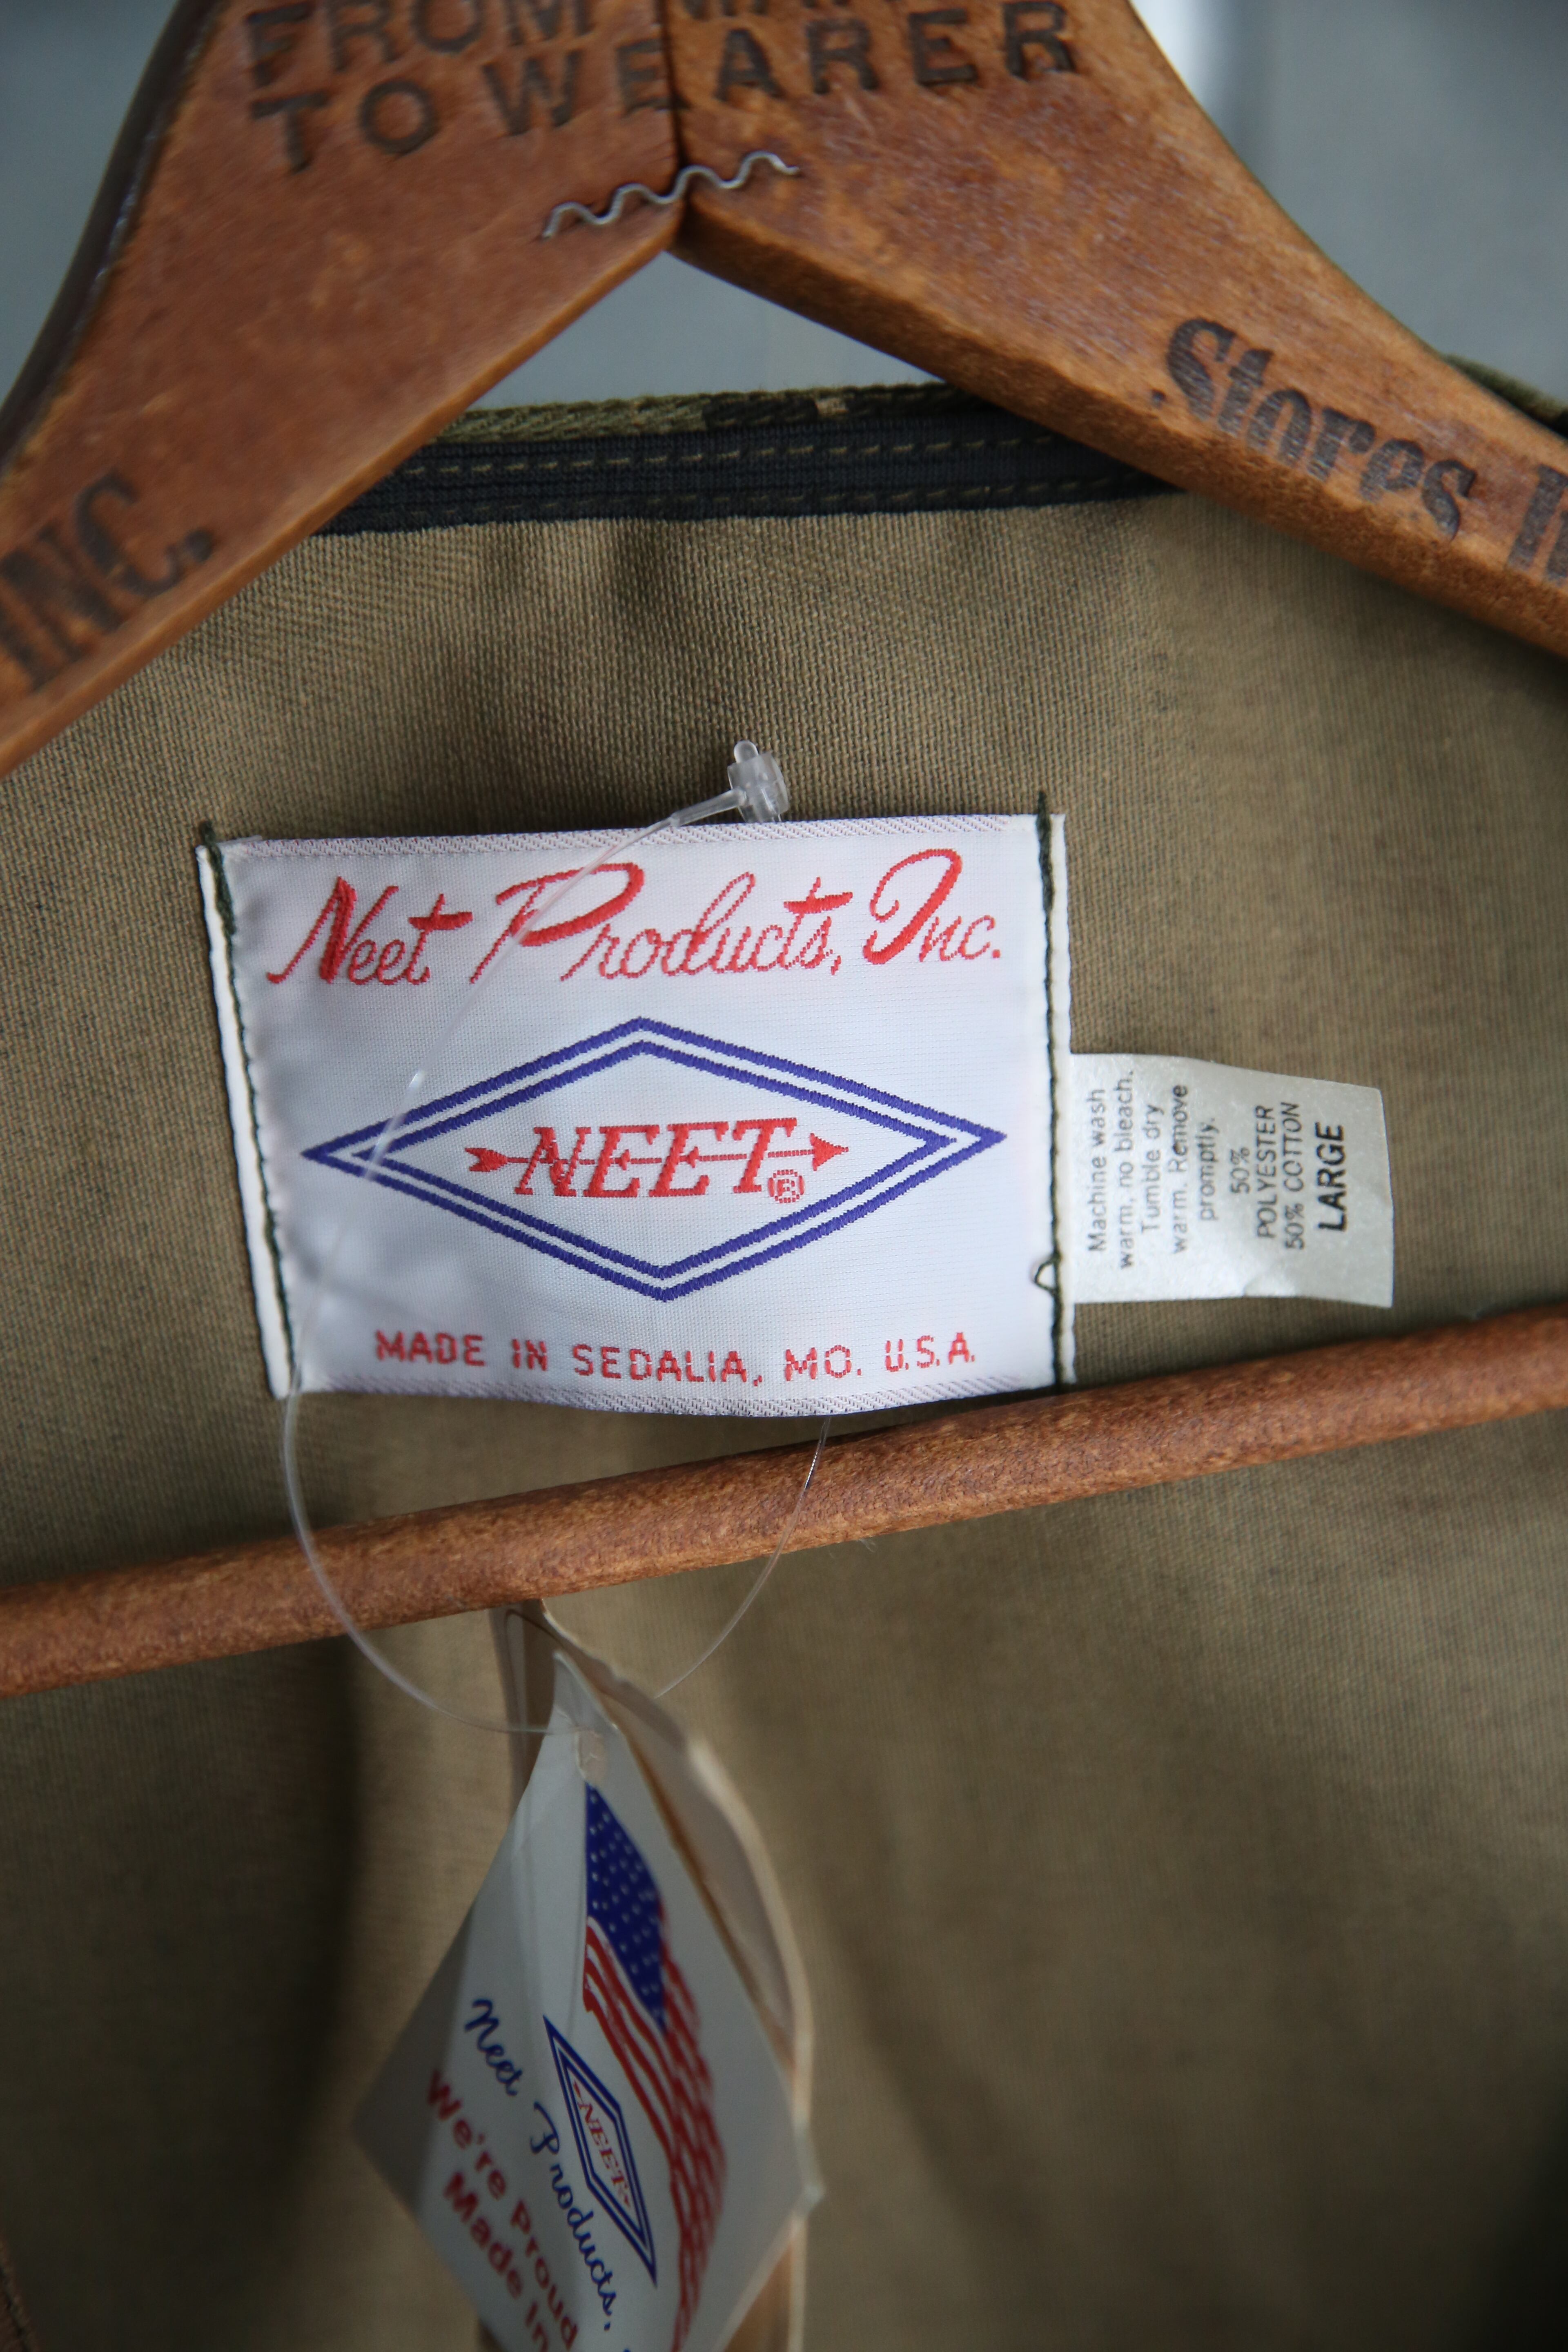 FROM
TO WEARER
INC.
Stores
Neet Products, Inc.
NEET®
MADE IN SEDALIA, MO. U.S.A.
Machine wash
warm, no bleach.
Tumble dry
warm. Remove
promptly.
50%
POLYESTER
50% COTTON
LARGE
NEET
Neet Products,
We're Proud
Made In